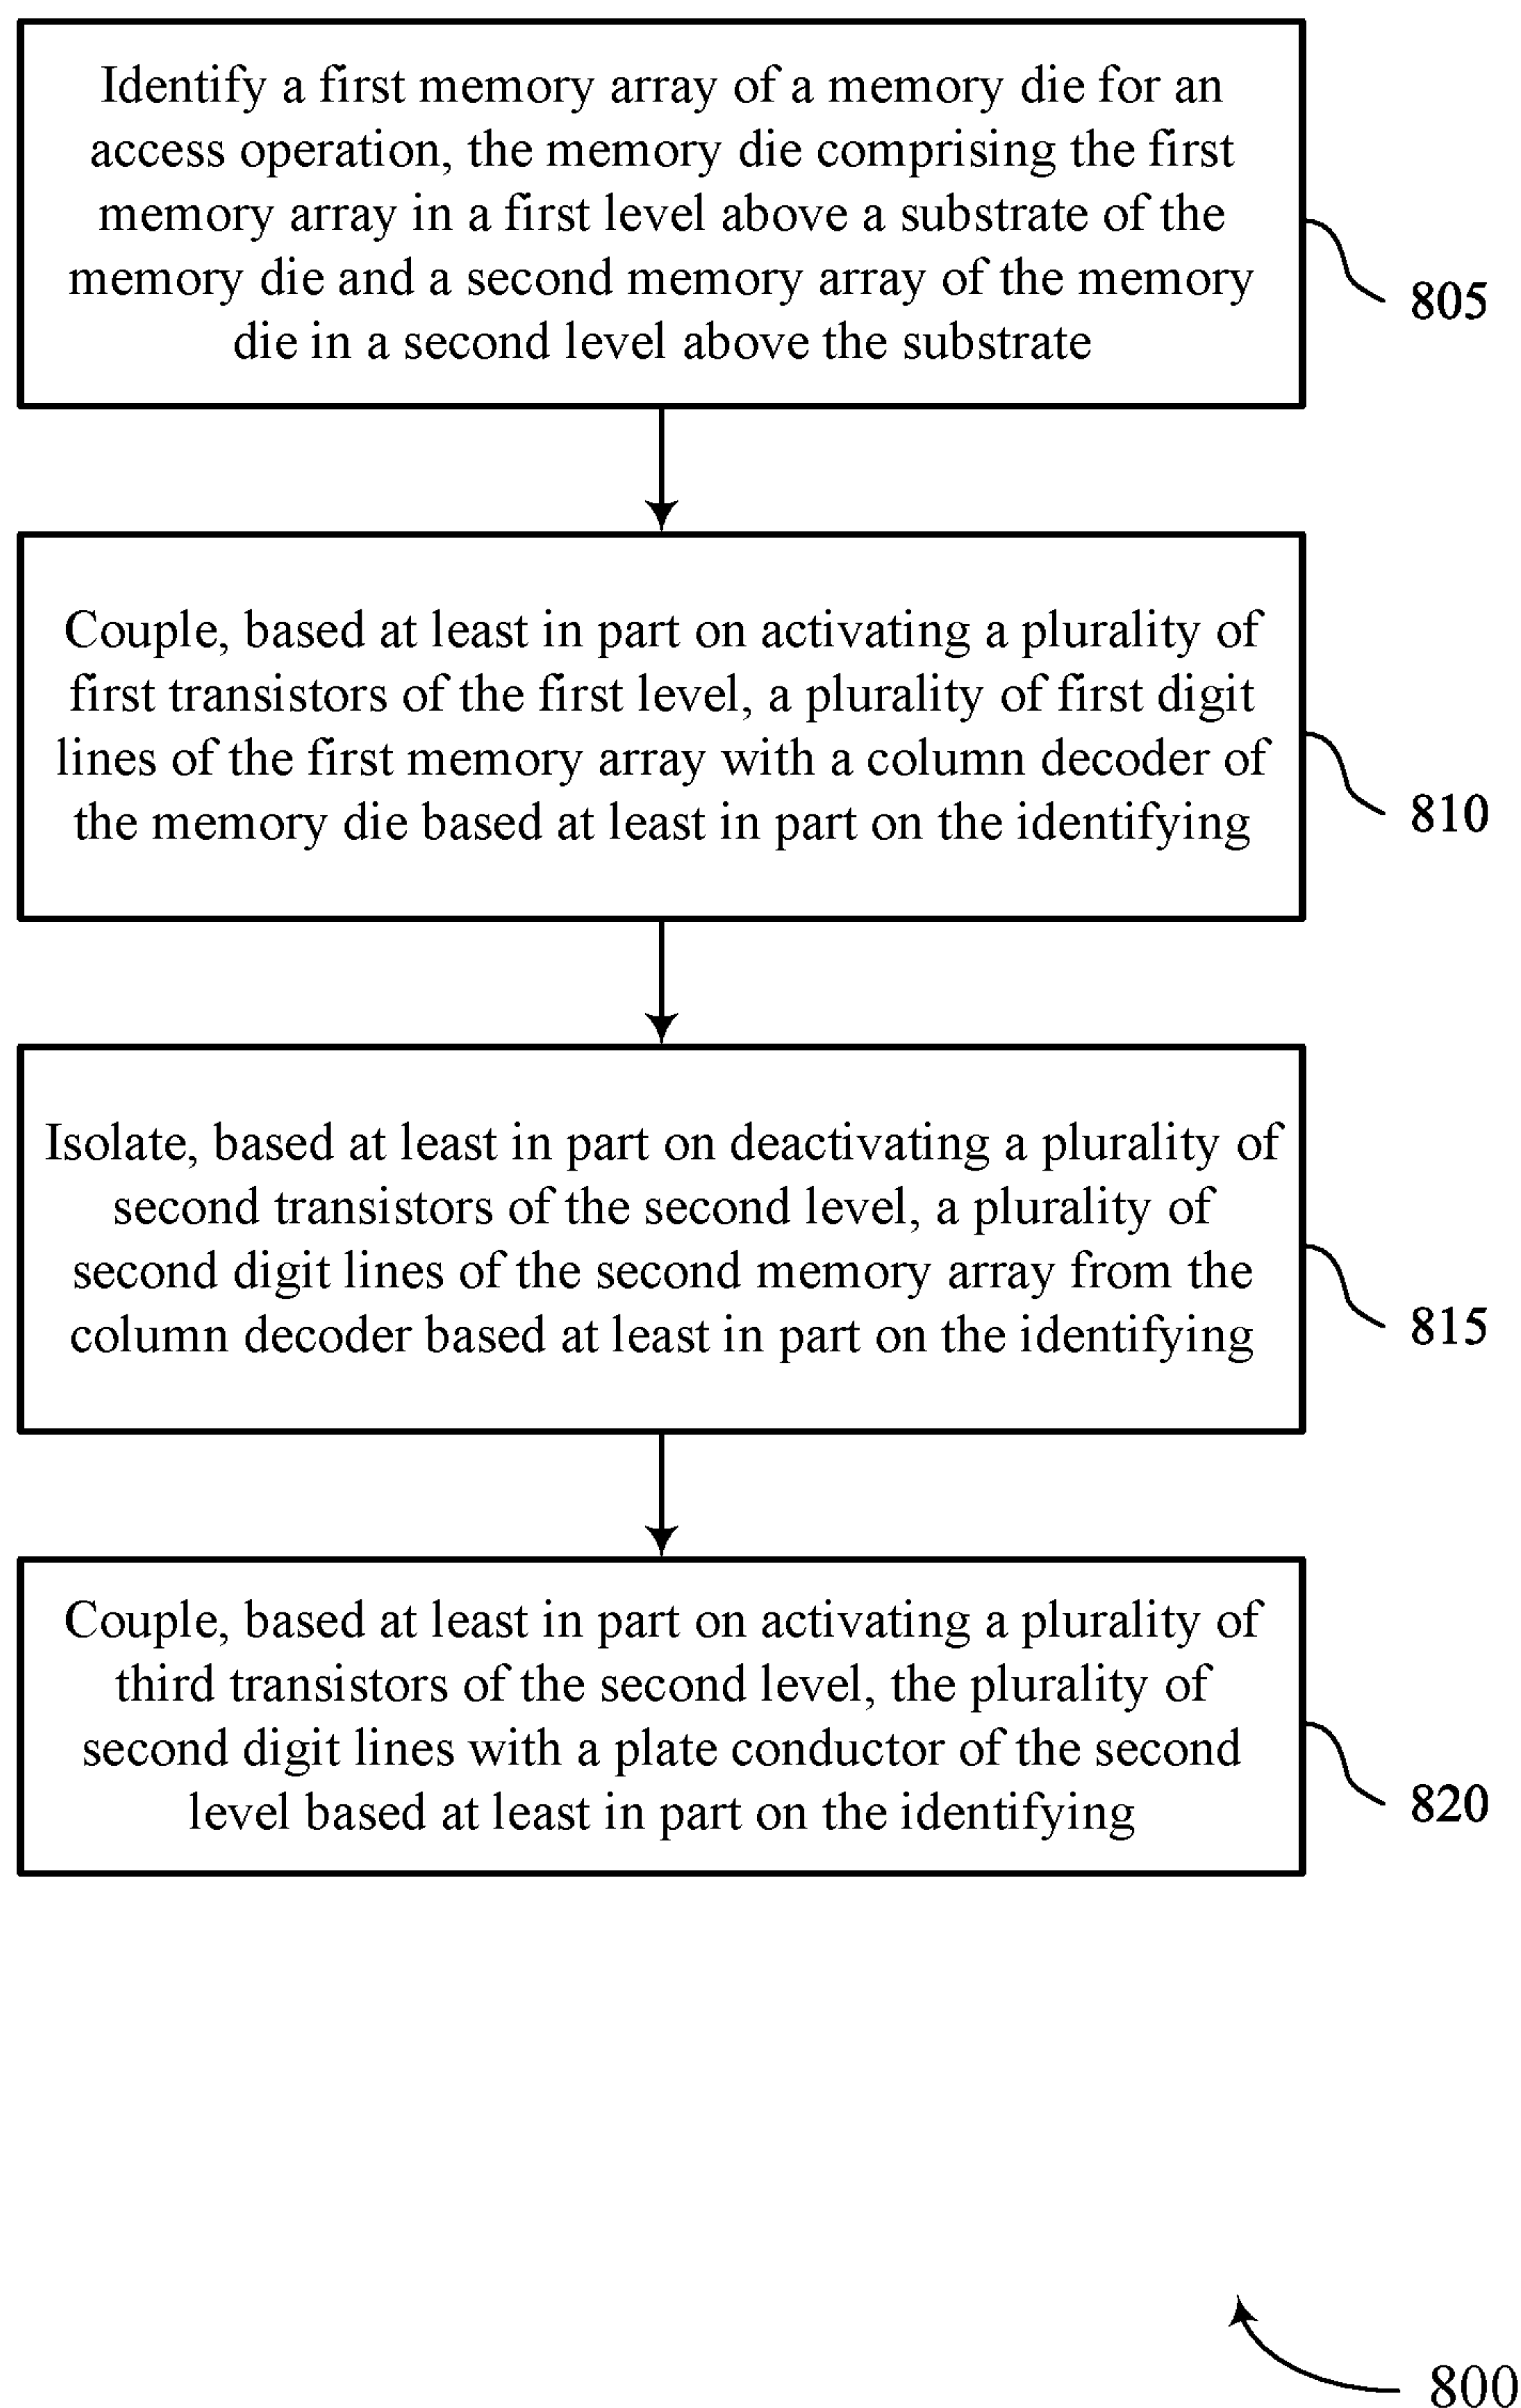 Identify a first memory array of a memory die for an
access operation, the memory die comprising the first
memory array in a first level above a substrate of the
memory die and a second memory array of the memory
die in a second level above the substrate
805
Couple, based at least in part on activating a plurality of
first transistors of the first level, a plurality of first digit
lines of the first memory array with a column decoder of
the memory die based at least in part on the identifying
810
Isolate, based at least in part on deactivating a plurality of
second transistors of the second level, a plurality of
second digit lines of the second memory array from the
column decoder based at least in part on the identifying
815
Couple, based at least in part on activating a plurality of
third transistors of the second level, the plurality of
second digit lines with a plate conductor of the second
level based at least in part on the identifying
820
800